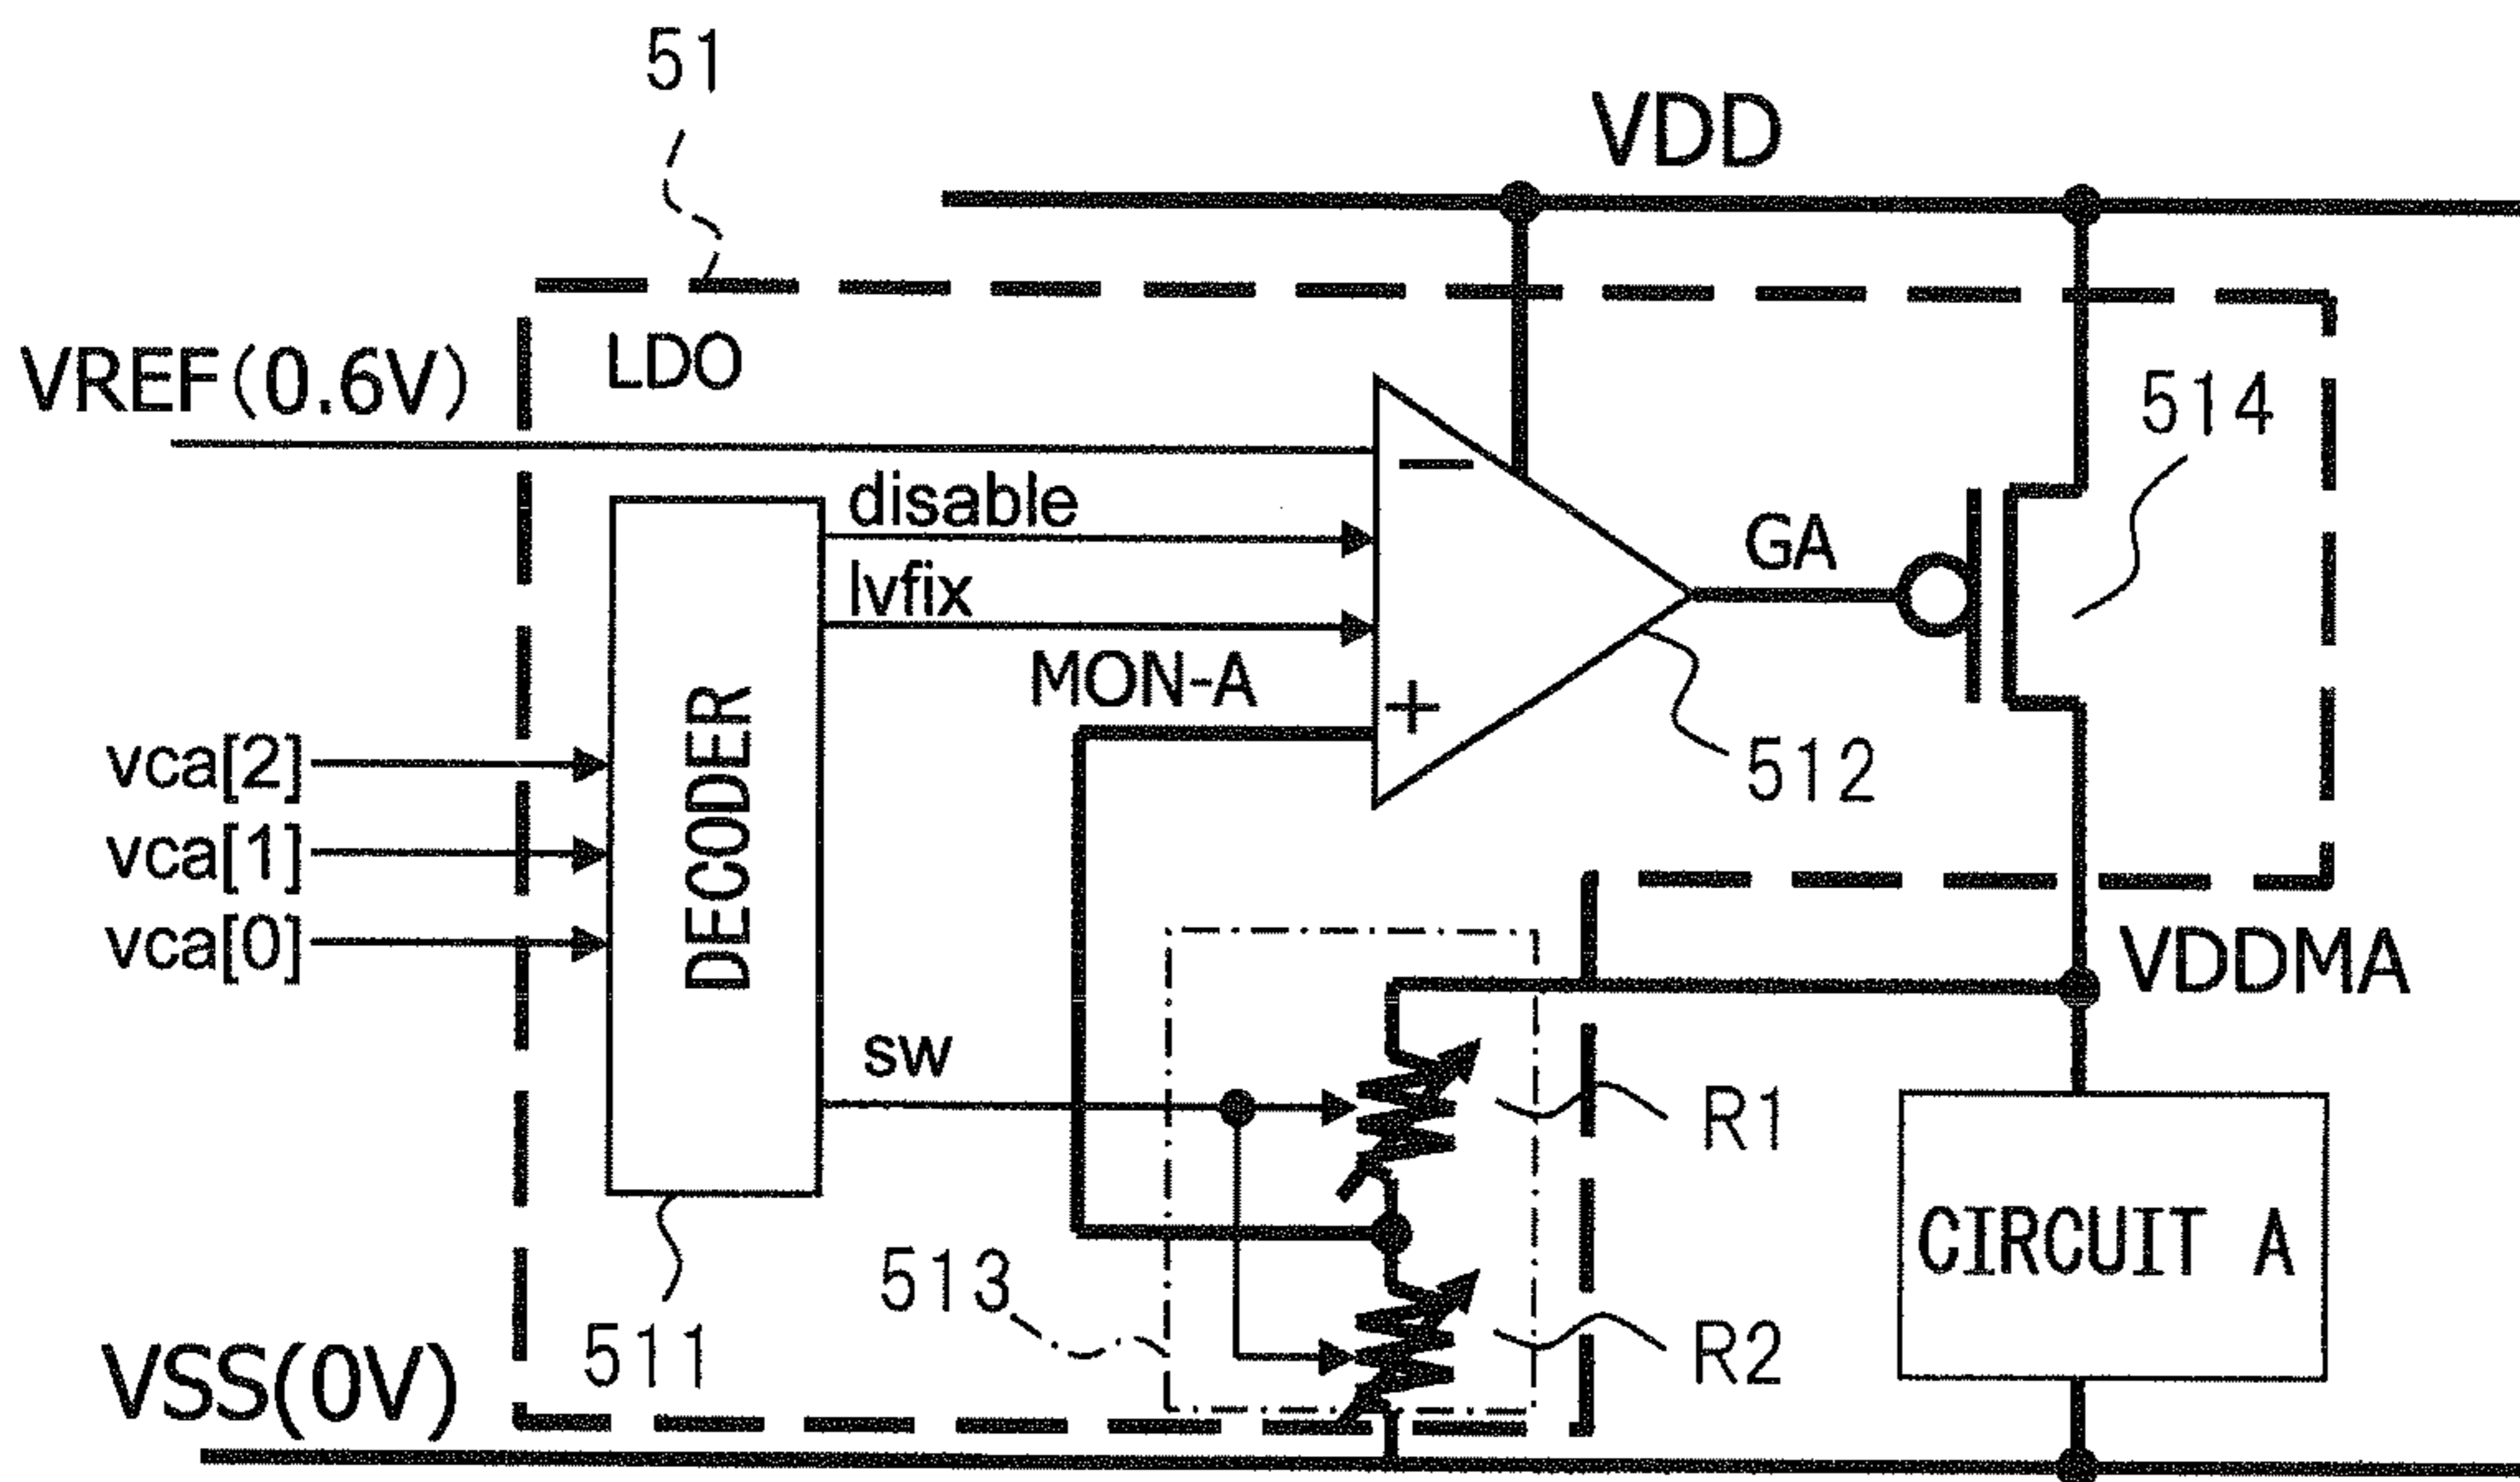 51
VDD
LDO
VREF(0.6V)
514
disable
GA
lvfix
MON-A
DECODER
512
vca[2]
vca[1]
vca[0]
VDDMA
sw
R1
CIRCUIT A
513
R2
511
VSS(0V)
−
+